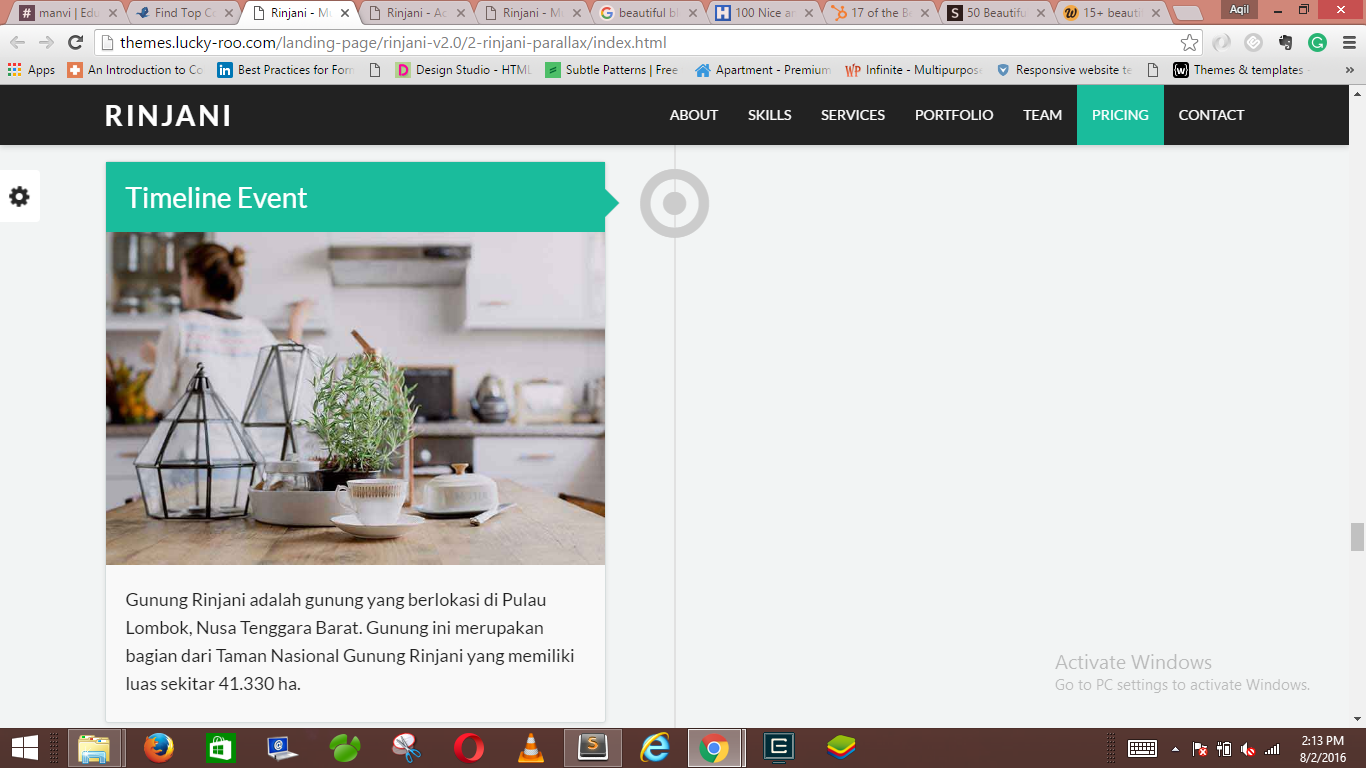 manvi | Edu
Find Top Co
Rinjani - Mu
Rinjani - Ac
Rinjani - Mu
beautiful bl
100 Nice an
17 of the Be
50 Beautiful
15+ beauti
Aqil
themes.lucky-roo.com/landing-page/rinjani-v2.0/2-rinjani-parallax/index.html
Apps
An Introduction to Co
Best Practices for Form
Design Studio - HTML
Subtle Patterns | Free
Apartment - Premium
Infinite - Multipurpose
Responsive website te
Themes & templates
»
RINJANI
ABOUT
SKILLS
SERVICES
PORTFOLIO
TEAM
PRICING
CONTACT
Timeline Event
Gunung Rinjani adalah gunung yang berlokasi di Pulau
Lombok, Nusa Tenggara Barat. Gunung ini merupakan
bagian dari Taman Nasional Gunung Rinjani yang memiliki
luas sekitar 41.330 ha.
Activate Windows
Go to PC settings to activate Windows.
2:13 PM
8/2/2016